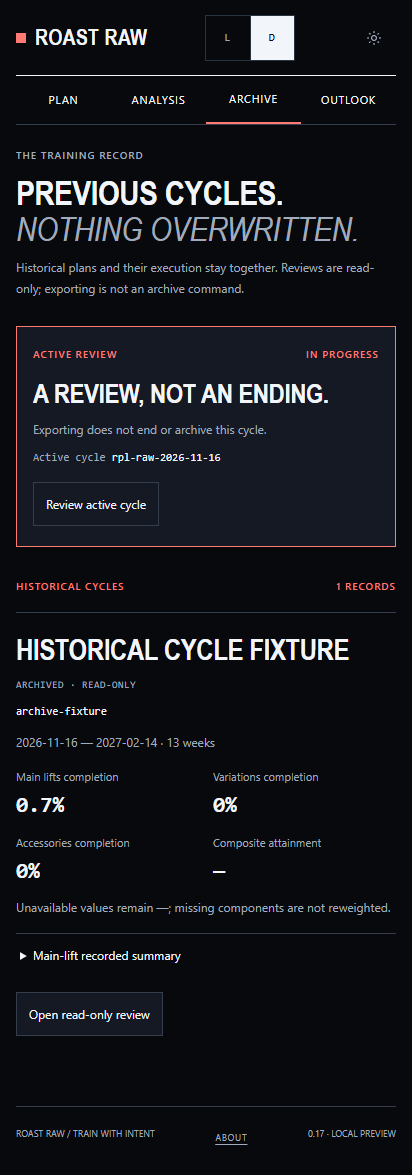 ROAST RAW
L D
PLAN ANALYSIS ARCHIVE OUTLOOK
THE TRAINING RECORD
PREVIOUS CYCLES.
NOTHING OVERWRITTEN.
Historical plans and their execution stay together. Reviews are read-
only; exporting is not an archive command.
ACTIVE REVIEW IN PROGRESS
A REVIEW, NOT AN ENDING.
Exporting does not end or archive this cycle.
Active cycle rpl-raw-2026-11-16
Review active cycle
HISTORICAL CYCLES 1 RECORDS
HISTORICAL CYCLE FIXTURE
ARCHIVED · READ-ONLY
archive-fixture
2026-11-16 — 2027-02-14 · 13 weeks
Main lifts completion Variations completion
0.7% 0%
Accessories completion Composite attainment
0% —
Unavailable values remain —; missing components are not reweighted.
Main-lift recorded summary
Open read-only review
ROAST RAW / TRAIN WITH INTENT ABOUT 0.17 · LOCAL PREVIEW